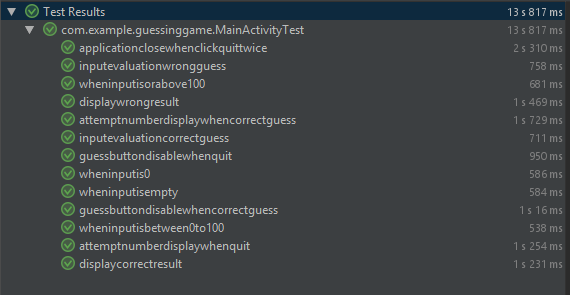 Test Results 13 s 817 ms
com.example.guessinggame.MainActivityTest 13 s 817 ms
applicationclosewhenclickquittwice 2 s 310 ms
inputevaluationwrongguess 758 ms
wheninputisorabove100 681 ms
displaywrongresult 1 s 469 ms
attemptnumberdisplaywhencorrectguess 1 s 729 ms
inputevaluationcorrectguess 711 ms
guessbuttondisablewhenquit 950 ms
wheninputis0 586 ms
wheninputisempty 584 ms
guessbuttondisablewhencorrectguess 1 s 16 ms
wheninputisbetween0to100 538 ms
attemptnumberdisplaywhenquit 1 s 254 ms
displaycorrectresult 1 s 231 ms